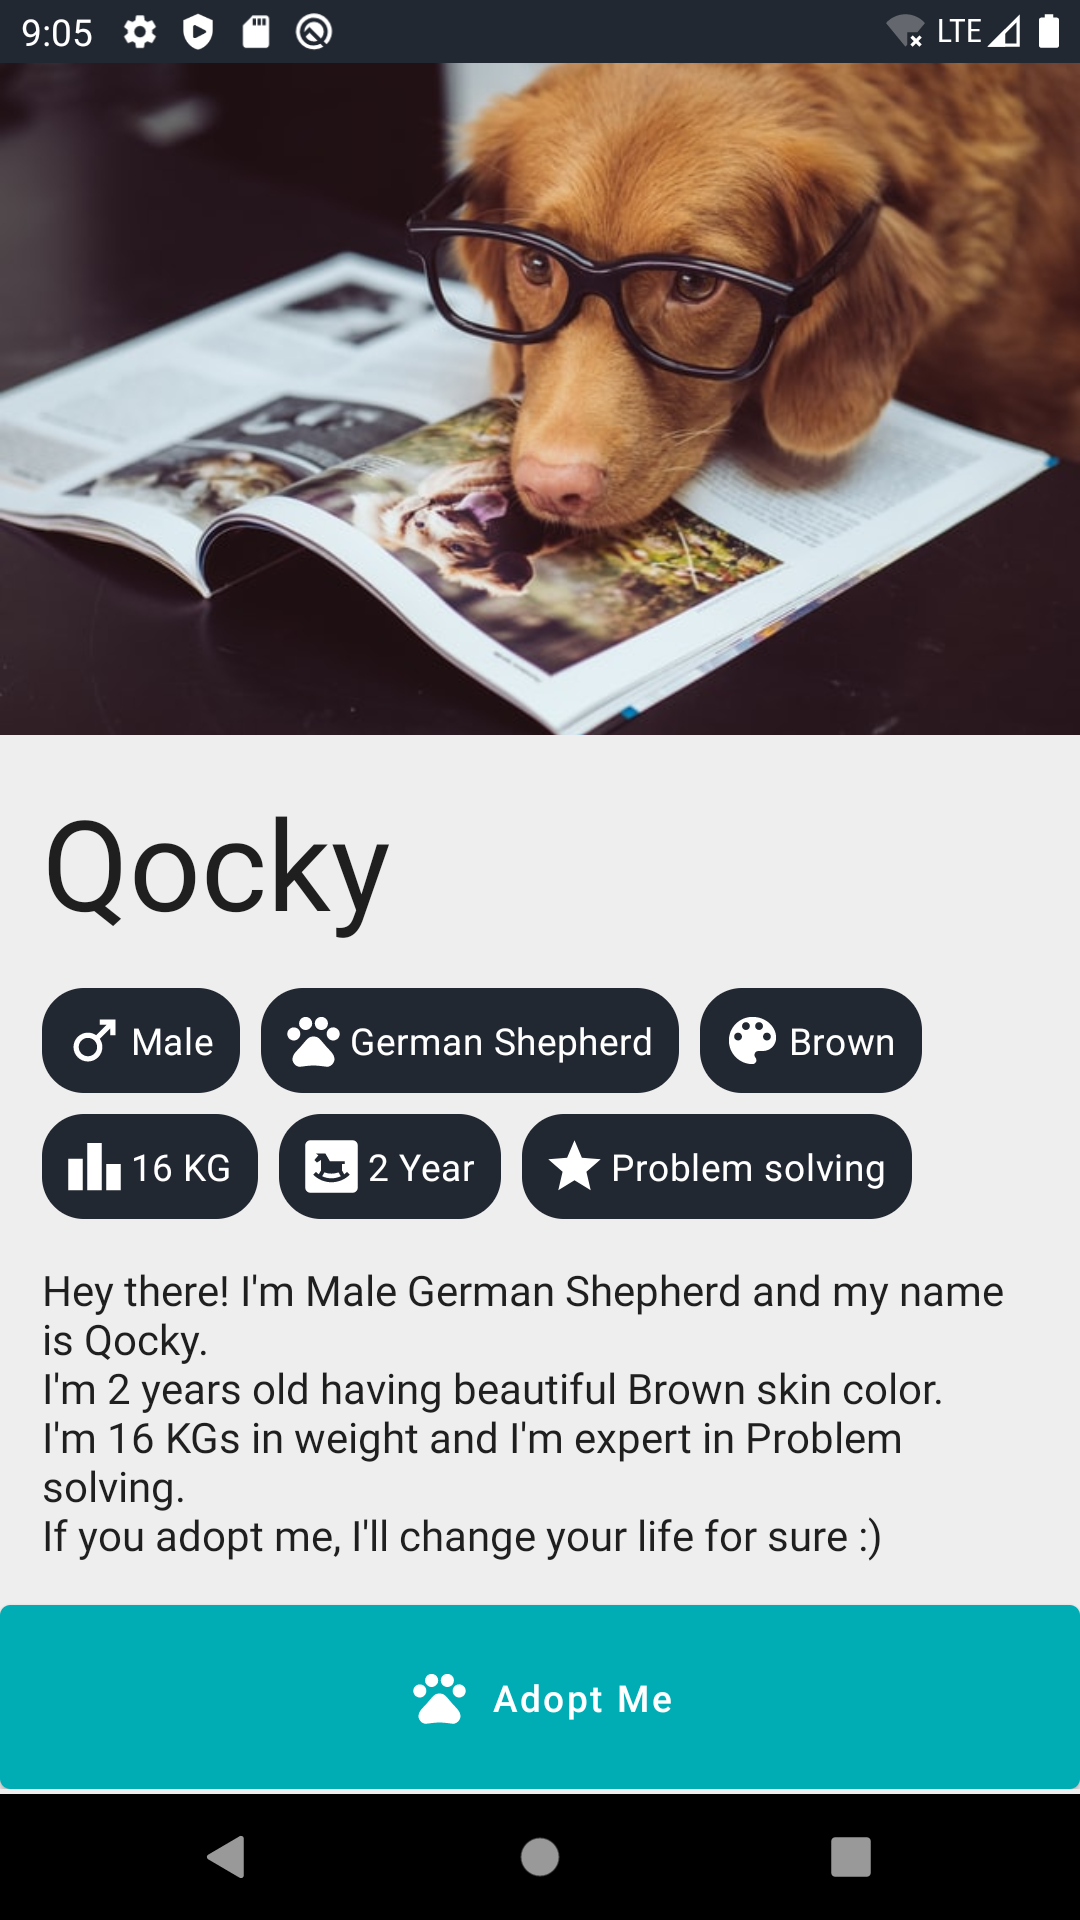 9:05 LTE
Qocky
Male German Shepherd Brown
16 KG 2 Year Problem solving
Hey there! I'm Male German Shepherd and my name
is Qocky.
I'm 2 years old having beautiful Brown skin color.
I'm 16 KGs in weight and I'm expert in Problem
solving.
If you adopt me, I'll change your life for sure :)
Adopt Me